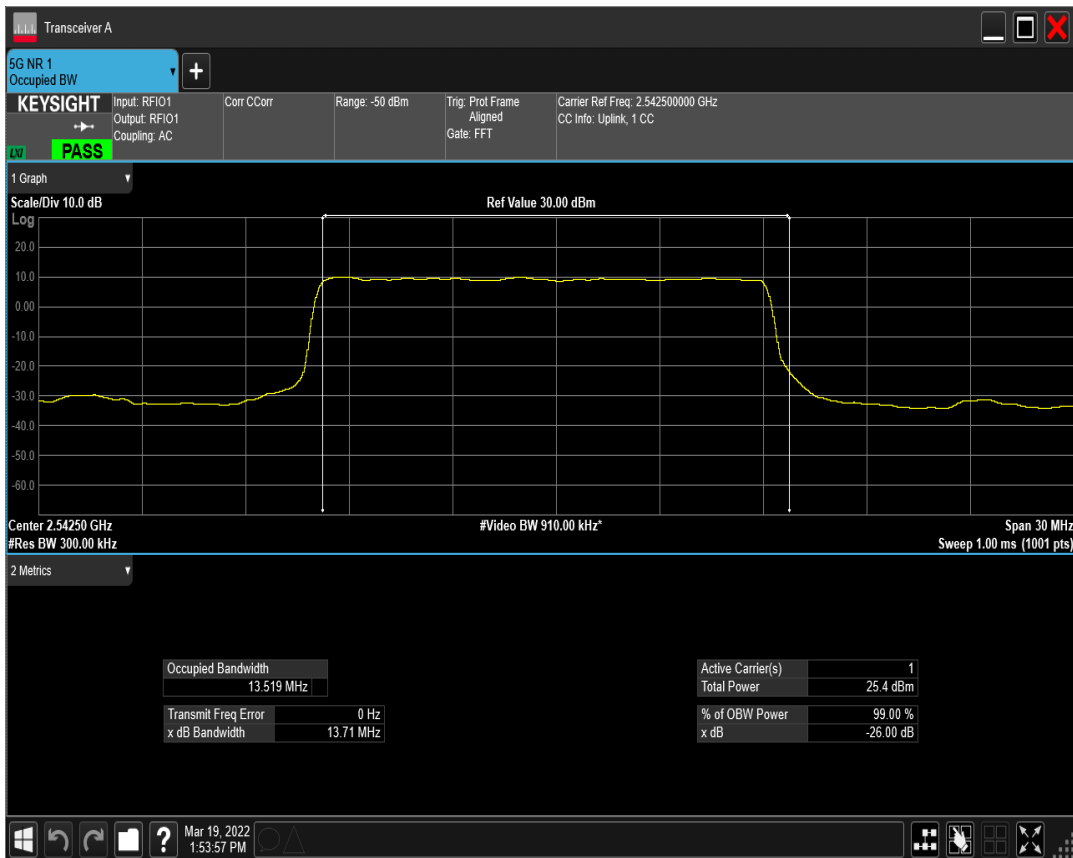 Transceiver A
5G NR 1
Occupied BW
+
KEYSIGHT
LXI
PASS
Input: RFIO1
Output: RFIO1
Coupling: AC
Corr CCorr
Range: -50 dBm
Trig: Prot Frame
Aligned
Gate: FFT
Carrier Ref Freq: 2.542500000 GHz
CC Info: Uplink, 1 CC
1 Graph
Scale/Div 10.0 dB
Ref Value 30.00 dBm
Log
20.0
10.0
0.00
-10.0
-20.0
-30.0
-40.0
-50.0
-60.0
Center 2.54250 GHz
#Video BW 910.00 kHz*
Span 30 MHz
#Res BW 300.00 kHz
Sweep 1.00 ms (1001 pts)
2 Metrics
Occupied Bandwidth
13.519 MHz
Transmit Freq Error 0 Hz
x dB Bandwidth 13.71 MHz
Active Carrier(s) 1
Total Power 25.4 dBm
% of OBW Power 99.00 %
x dB -26.00 dB
?
Mar 19, 2022
1:53:57 PM